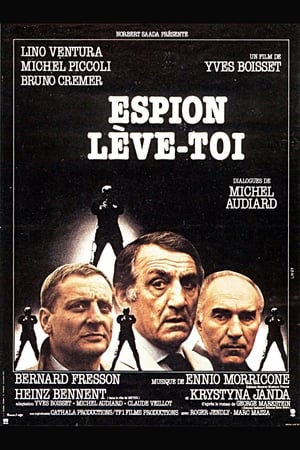 NORBERT SAADA PRÉSENTE
LINO VENTURA
MICHEL PICCOLI
BRUNO CREMER
UN FILM DE
YVES BOISSET
ESPION
LÈVE-TOI
DIALOGUES DE
MICHEL
AUDIARD
BERNARD FRESSON
HEINZ BENNENT
MUSIQUE DE ENNIO MORRICONE
ET KRYSTYNA JANDA
ADAPTATION: YVES BOISSET - MICHEL AUDIARD - CLAUDE VEILLOT
d'après le roman de GEORGE MARKSTEIN
CATHALA PRODUCTIONS/TF1 FILMS PRODUCTIONS AVEC ROGER JENDLY - MARC MAZZA